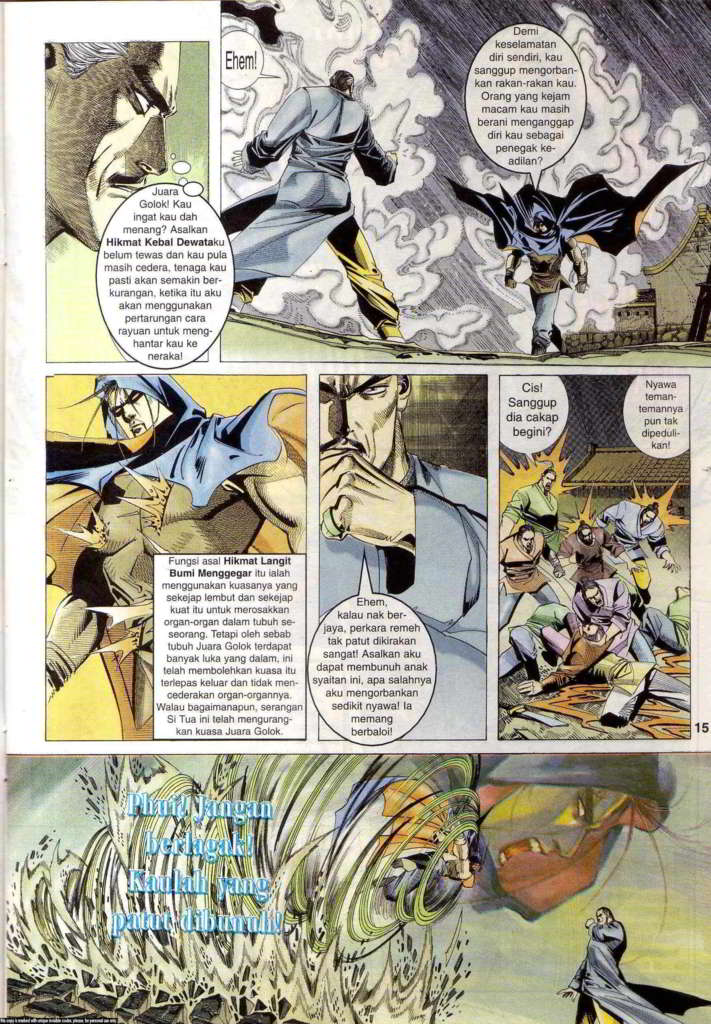 Ehem!
Demi
keselamatan
diri sendiri, kau
sanggup mengorban-
kan rakan-rakan kau.
Orang yang kejam
macam kau masih
berani menganggap
diri kau sebagai
penegak ke-
adilan?
Juara
Golok! Kau
ingat kau dah
menang? Asalkan
Hikmat Kebal Dewataku
belum tewas dan kau pula
masih cedera, tenaga kau
pasti akan semakin ber-
kurangan, ketika itu aku
akan menggunakan
pertarungan cara
rayuan untuk meng-
hantar kau ke
neraka!
Fungsi asal Hikmat Langit
Bumi Menggegar itu ialah
menggunakan kuasanya yang
sekejap lembut dan sekejap
kuat itu untuk merosakkan
organ-organ dalam tubuh se-
seorang. Tetapi oleh sebab
tubuh Juara Golok terdapat
banyak luka yang dalam, ini
telah membolehkan kuasa itu
terlepas keluar dan tidak men-
cederakan organ-organnya.
Walau bagaimanapun, serangan
Si Tua ini telah mengurang-
kan kuasa Juara Golok.
Ehem,
kalau nak ber-
jaya, perkara remeh
tak patut dikirakan
sangat! Asalkan aku
dapat membunuh anak
syaitan ini, apa salahnya
aku mengorbankan
sedikit nyawa! Ia
memang
berbaloi!
Cis!
Sanggup
dia cakap
begini?
Nyawa
teman-
temannya
pun tak
dipeduli-
kan!
15
Phui! Jangan
berlagak!
Kaulah yang
patut dibunuh!